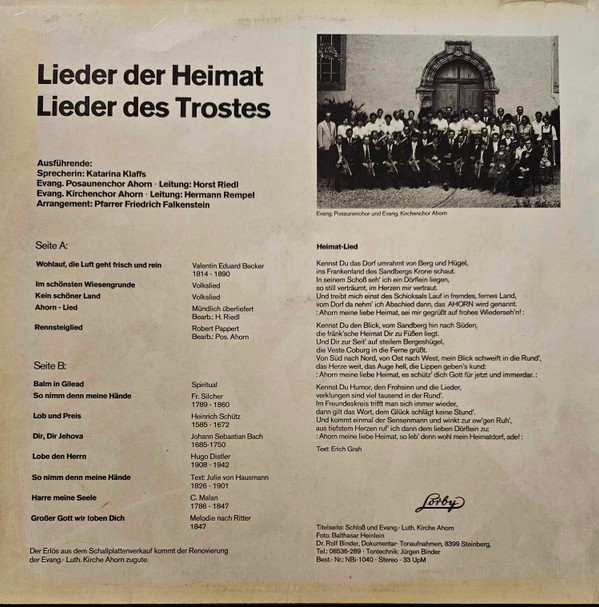 Lieder der Heimat
Lieder des Trostes
Ausführende:
Sprecherin: Katarina Klaffs
Evang. Posaunenchor Ahorn · Leitung: Horst Riedl
Evang. Kirchenchor Ahorn · Leitung: Hermann Rempel
Arrangement: Pfarrer Friedrich Falkenstein
Seite A:
Wohlauf, die Luft geht frisch und rein Valentin Eduard Becker
1814 - 1890
Im schönsten Wiesengrunde Volkslied
Kein schöner Land Volkslied
Ahorn - Lied Mündlich überliefert
Bearb.: H. Riedl
Rennsteiglied Robert Pappert
Bearb.: Pos. Ahorn
Seite B:
Balm in Gilead Spiritual
So nimm denn meine Hände Fr. Silcher
1789 - 1860
Lob und Preis Heinrich Schütz
1585 - 1672
Dir, Dir Jehova Johann Sebastian Bach
1685-1750
Lobe den Herrn Hugo Distler
1908 - 1942
So nimm denn meine Hände Text: Julie von Hausmann
1826 - 1901
Harre meine Seele C. Malan
1786 - 1847
Großer Gott wir loben Dich Melodie nach Ritter
1847
Der Erlös aus dem Schallplattenverkauf kommt der Renovierung
der Evang.- Luth. Kirche Ahorn zugute.
Evang. Posaunenchor und Evang. Kirchenchor Ahorn
Heimat-Lied
Kennst Du das Dorf umrahmt von Berg und Hügel,
ins Frankenland des Sandbergs Krone schaut.
In seinem Schoß seh' ich ein Dörflein liegen,
so still verträumt, im Herzen mir vertraut.
Und treibt mich einst des Schicksals Lauf in fremdes, fernes Land,
vom Dorf da nehm' ich Abschied dann, das AHORN wird genannt.
: Ahorn meine liebe Heimat, sei mir gegrüßt auf frohes Wiederseh'n! :
Kennst Du den Blick, vom Sandberg hin nach Süden,
die fränk'sche Heimat Dir zu Füßen liegt.
Und Dir zur Seit' auf steilem Bergeshügel,
die Veste Coburg in die Ferne grüßt.
Von Süd nach Nord, von Ost nach West, mein Blick schweift in die Rund',
das Herze weit, das Auge hell, die Lippen geben's kund:
: Ahorn meine liebe Heimat, es schütz' dich Gott für jetzt und immerdar. :
Kennst Du Humor, den Frohsinn und die Lieder,
verklungen sind viel tausend in der Rund'.
Im Freundeskreis trifft man sich immer wieder,
dann gilt das Wort, dem Glück schlägt keine Stund'.
Und kommt einmal der Sensenmann und winkt zur ew'gen Ruh',
aus tiefstem Herzen ruf' ich dann dem lieben Dörflein zu:
: Ahorn meine liebe Heimat, so leb' denn wohl mein Heimatdorf, ade! :
Text: Erich Grah
Lorby
Titelseite: Schloß und Evang.- Luth. Kirche Ahorn
Foto: Balthasar Heinlein
Dr. Rolf Binder, Dokumentar- Tonaufnahmen, 8399 Steinberg,
Tel.: 08536-289 · Tontechnik: Jürgen Binder
Best.- Nr.: NBi-1040 - Stereo - 33 UpM